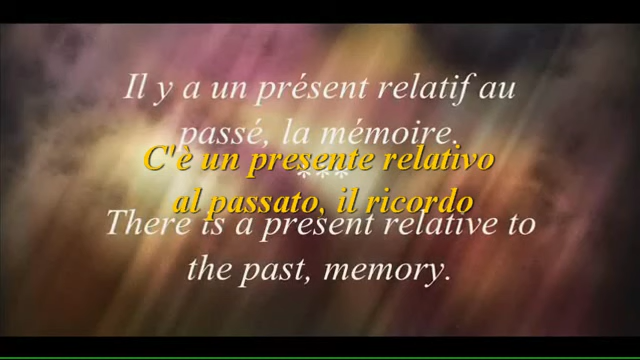 Il y a un présent relatif au
passé, la mémoire.
C'è un presente relativo
***
al passato, il ricordo
There is a present relative to
the past, memory.